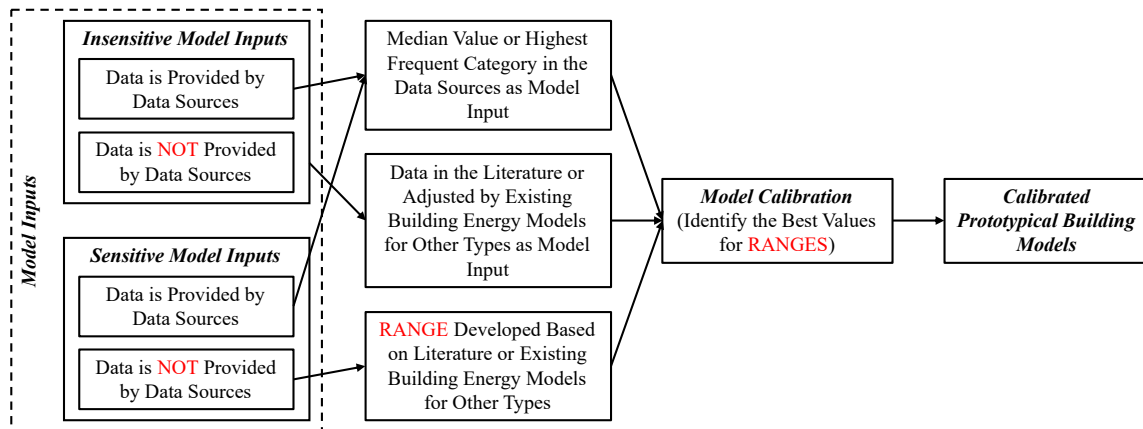 Model Inputs
Insensitive Model Inputs
Data is Provided by
Data Sources
Data is NOT Provided
by Data Sources
Sensitive Model Inputs
Data is Provided by
Data Sources
Data is NOT Provided
by Data Sources
Median Value or Highest
Frequent Category in the
Data Sources as Model
Input
Data in the Literature or
Adjusted by Existing
Building Energy Models
for Other Types as Model
Input
RANGE Developed Based
on Literature or Existing
Building Energy Models
for Other Types
Model Calibration
(Identify the Best Values
for RANGES)
Calibrated
Prototypical Building
Models